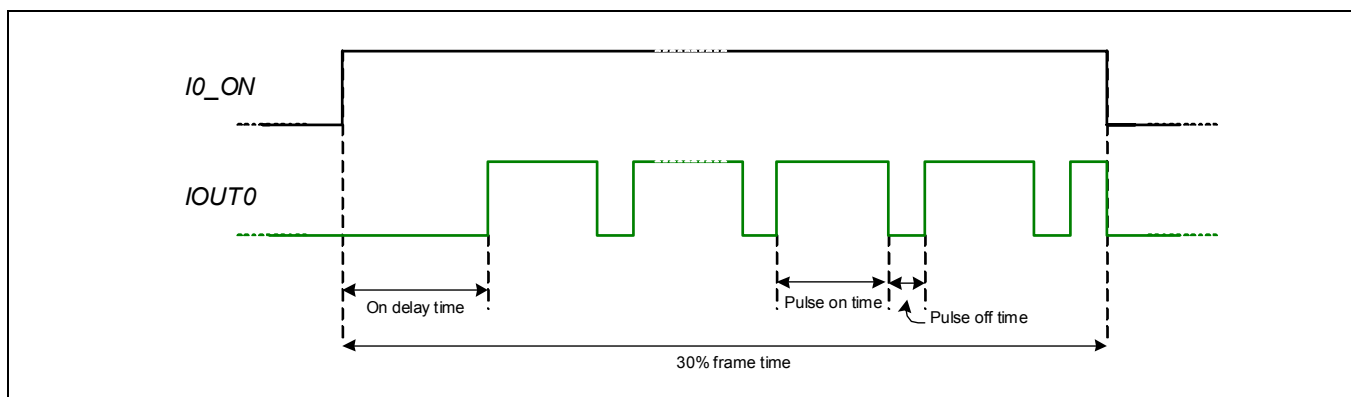 I0_ON
IOUT0
On delay time
Pulse on time
Pulse off time
30% frame time